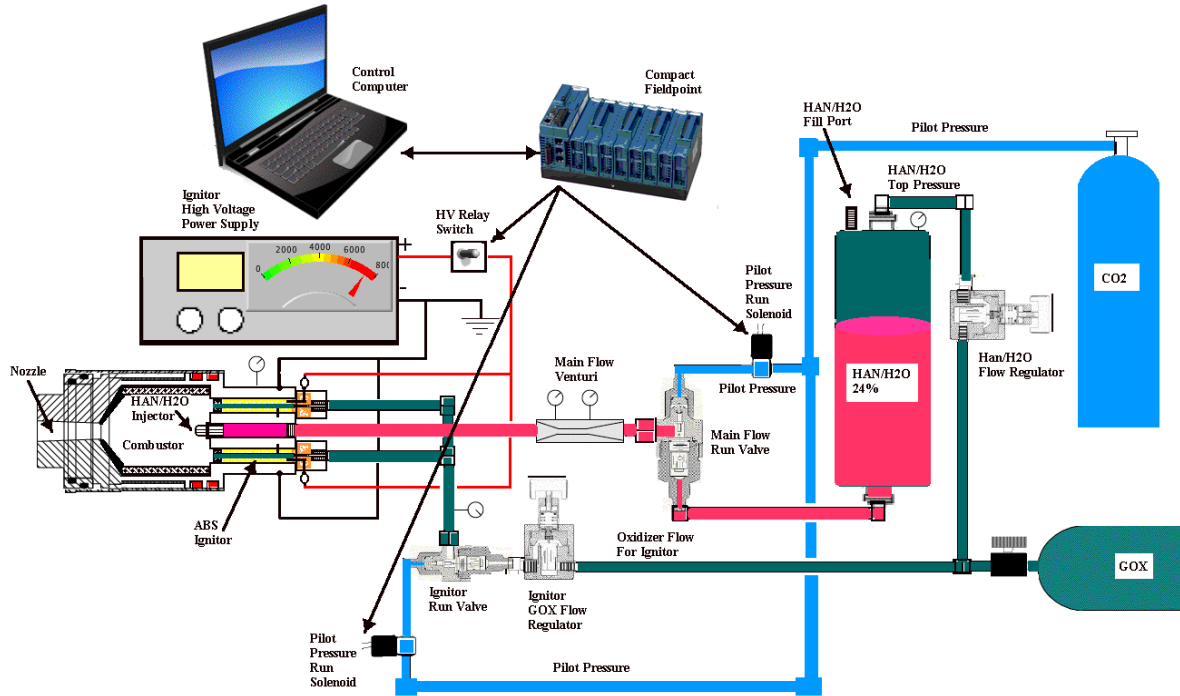 Control
Computer
Compact
Fieldpoint
HAN/H2O
Fill Port
Pilot Pressure
HAN/H2O
Top Pressure
Ignitor
High Voltage
Power Supply
HV Relay
Switch
0
2000
4000
6000
800
+
-
Pilot
Pressure
Run
Solenoid
CO2
Han/H2O
Flow Regulator
Nozzle
HAN/H2O
Injector
Combustor
Main Flow
Venturi
Pilot Pressure
HAN/H2O
24%
Main Flow
Run Valve
ABS
Ignitor
Oxidizer Flow
For Ignitor
GOX
Ignitor
Run Valve
Ignitor
GOX Flow
Regulator
Pilot
Pressure
Run
Solenoid
Pilot Pressure